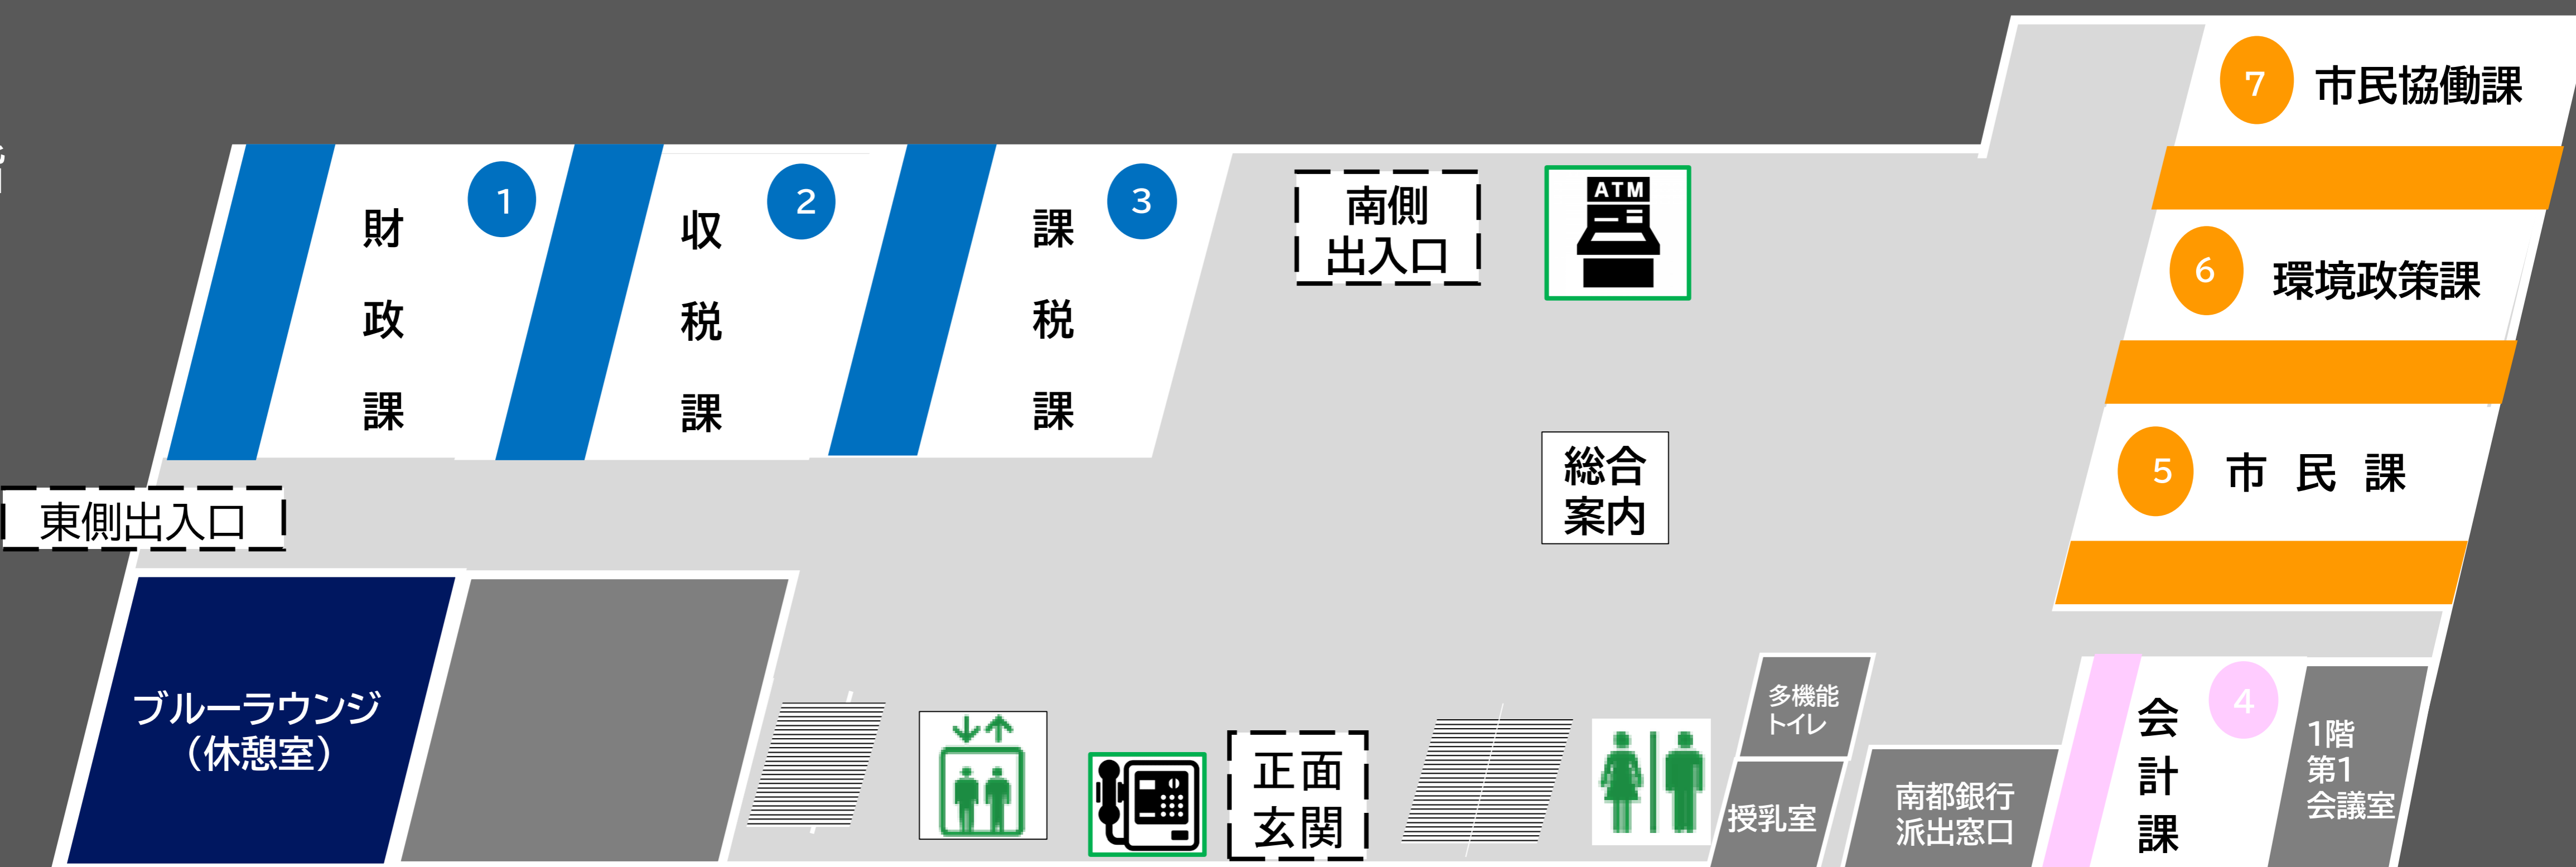 7 市民協働課
6 環境政策課
5 市民課
1 財政課
2 収税課
3 課税課
南側
出入口
ATM
総合
案内
東側出入口
ブルーラウンジ
（休憩室）
正面
玄関
多機能
トイレ
授乳室
南都銀行
派出窓口
4 会計課
1階
第1
会議室